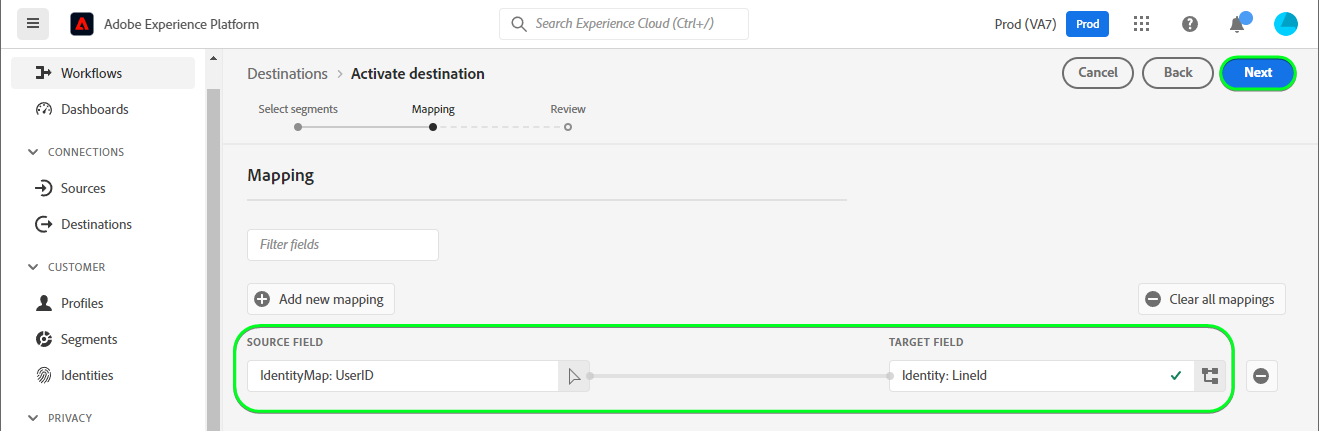 Adobe Experience Platform
Search Experience Cloud (Ctrl+/)
Prod (VA7)
Prod
Workflows
Dashboards
CONNECTIONS
Sources
Destinations
CUSTOMER
Profiles
Segments
Identities
PRIVACY
Destinations > Activate destination
Cancel
Back
Next
Select segments
Mapping
Review
Mapping
Filter fields
Add new mapping
Clear all mappings
SOURCE FIELD
TARGET FIELD
IdentityMap: UserID
Identity: LineId